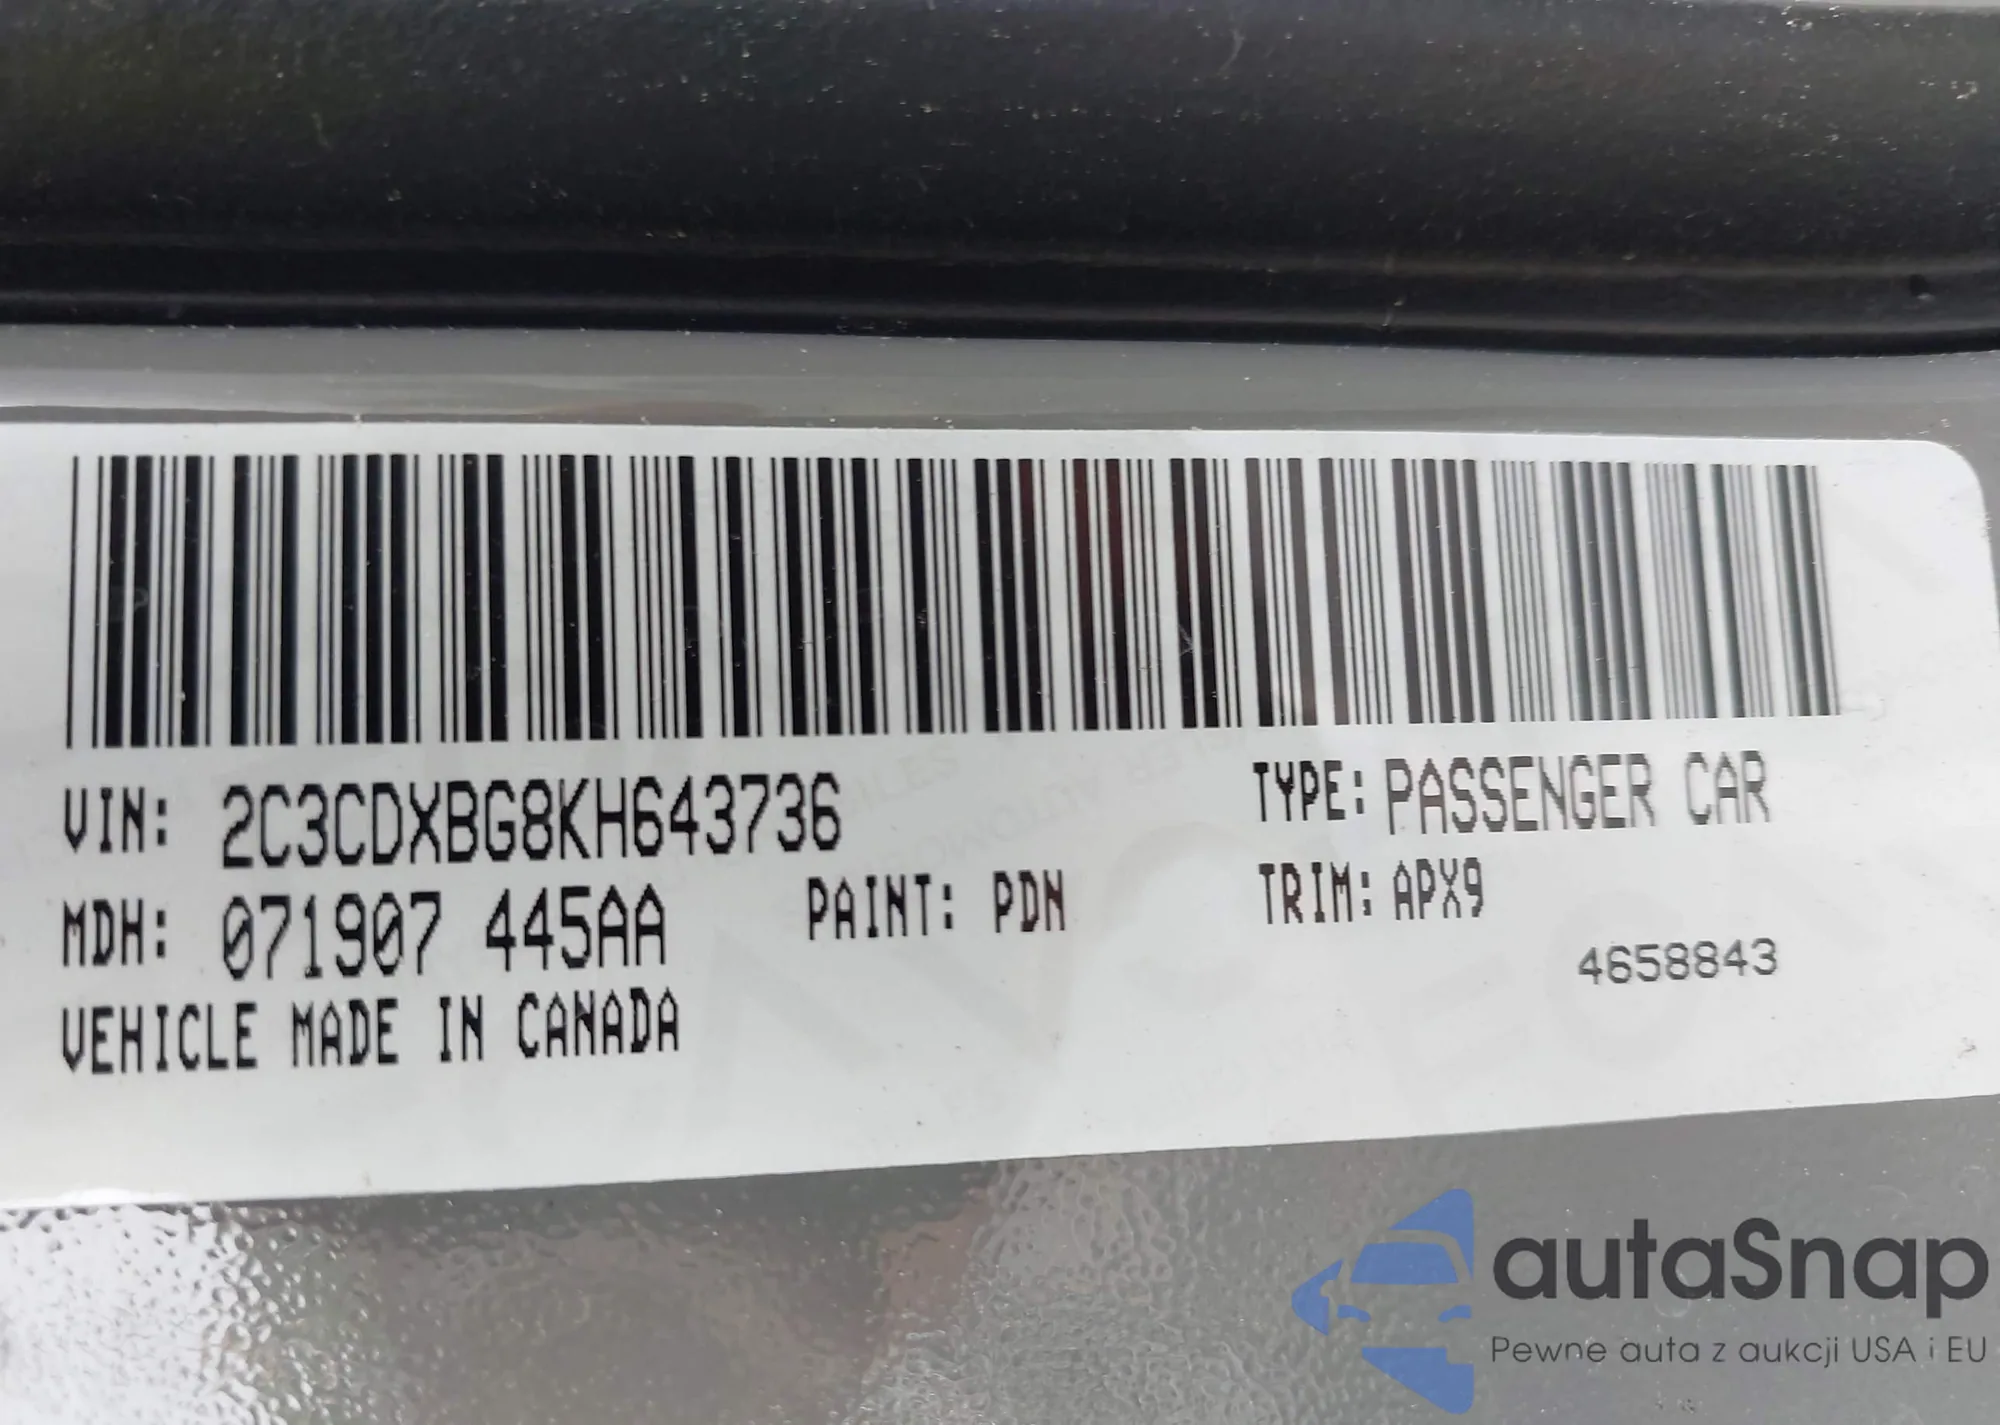 VIN: 2C3CDXBG8KH643736
TYPE: PASSENGER CAR
MDH: 071907 445AA
PAINT: PDN
TRIM: APX9
4658843
VEHICLE MADE IN CANADA
autaSnap
Pewne auta z aukcji USA i EU